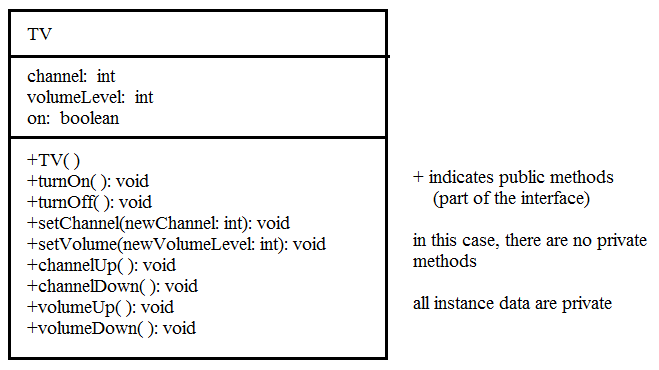 TV
channel: int
volumeLevel: int
on: boolean
+TV( )
+turnOn( ): void
+turnOff( ): void
+setChannel(newChannel: int): void
+setVolume(newVolumeLevel: int): void
+channelUp( ): void
+channelDown( ): void
+volumeUp( ): void
+volumeDown( ): void
+ indicates public methods
(part of the interface)
in this case, there are no private
methods
all instance data are private